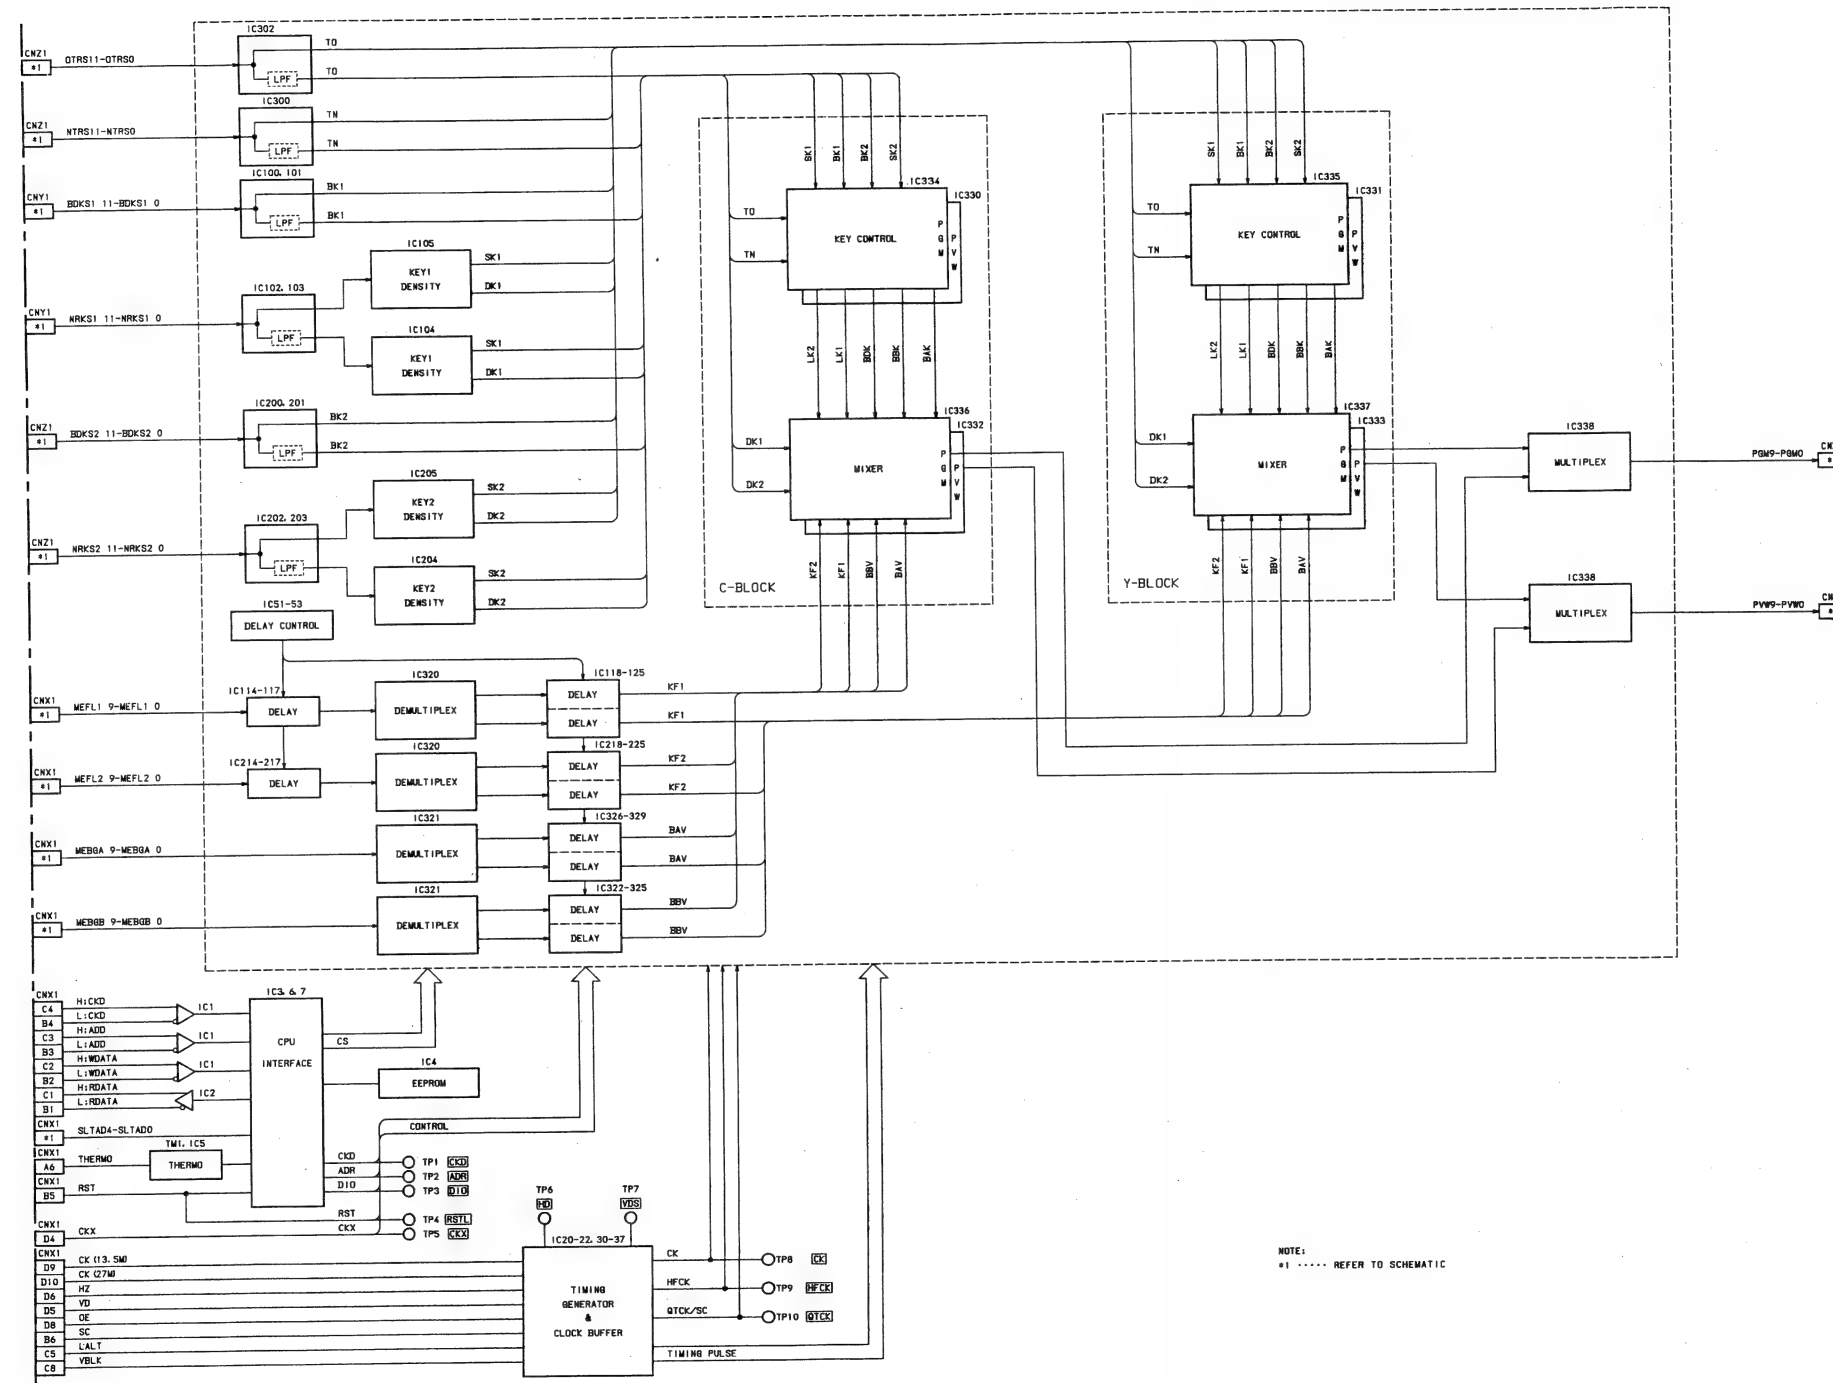 IC302
CNZ1
*1
OTRS11-OTRS0
TO
LPF
TO
IC300
CNZ1
*1
NTRS11-NTRS0
TN
LPF
TN
IC100.101
CNY1
*1
BDKS1 11-BDKS1 0
BK1
LPF
BK1
IC105
KEY1
DENSITY
SK1
DK1
IC102.103
CNY1
*1
NRKS1 11-NRKS1 0
LPF
IC104
KEY1
DENSITY
SK1
DK1
IC200.201
CNZ1
*1
BDKS2 11-BDKS2 0
BK2
LPF
BK2
IC205
KEY2
DENSITY
SK2
DK2
IC202.203
CNZ1
*1
NRKS2 11-NRKS2 0
LPF
IC204
KEY2
DENSITY
SK2
DK2
IC51-53
DELAY CONTROL
SK1
BK1
BK2
SK2
IC334
IC330
KEY CONTROL
PGM
PVW
TO
TN
LK2
LK1
BDK
BBK
BAK
IC336
IC332
MIXER
PGM
PVW
DK1
DK2
KF2
KF1
BBV
BAV
C-BLOCK
SK1
BK1
BK2
SK2
IC335
IC331
KEY CONTROL
PGM
PVW
TO
TN
LK2
LK1
BDK
BBK
BAK
IC337
IC333
MIXER
PGM
PVW
DK1
DK2
KF2
KF1
BBV
BAV
Y-BLOCK
IC338
MULTIPLEX
PGM9-PGM0
CN
IC338
MULTIPLEX
PVW9-PVW0
CN
CNX1
*1
MEFL1 9-MEFL1 0
IC114-117
DELAY
IC320
DEMULTIPLEX
IC118-125
DELAY
DELAY
KF1
KF1
CNX1
*1
MEFL2 9-MEFL2 0
IC214-217
DELAY
IC320
DEMULTIPLEX
IC218-225
DELAY
DELAY
KF2
KF2
CNX1
*1
MEBGA 9-MEBGA 0
IC321
DEMULTIPLEX
IC326-329
DELAY
DELAY
BAV
BAV
CNX1
*1
MEBGB 9-MEBGB 0
IC321
DEMULTIPLEX
IC322-325
DELAY
DELAY
BBV
BBV
CNX1
C4 H:CKD
B4 L:CKD
IC1
C3 H:ADD
B3 L:ADD
IC1
C2 H:WDATA
B2 L:WDATA
IC1
C1 H:RDATA
B1 L:RDATA
IC2
CNX1
*1 SLTAD4-SLTAD0
CNX1
A6 THERMO
TM1. IC5
THERMO
CNX1
B5 RST
CNX1
D4 CKX
IC3. 6. 7
CPU
INTERFACE
CS
IC4
EEPROM
CONTROL
CKD TP1 CKD
ADR TP2 ADR
DIO TP3 DIO
RST TP4 RSTL
CKX TP5 CKX
CNX1
D9 CK (13.5M)
D10 CK (27M)
D6 HZ
D5 VD
D8 OE
B6 SC
C5 L'ALT
C8 VBLK
TP6
HD
TP7
VDS
IC20-22. 30-37
TIMING
GENERATOR
&
CLOCK BUFFER
CK TP8 CK
HFCK TP9 HFCK
QTCK/SC TP10 QTCK
TIMING PULSE
NOTE:
*1 ····· REFER TO SCHEMATIC